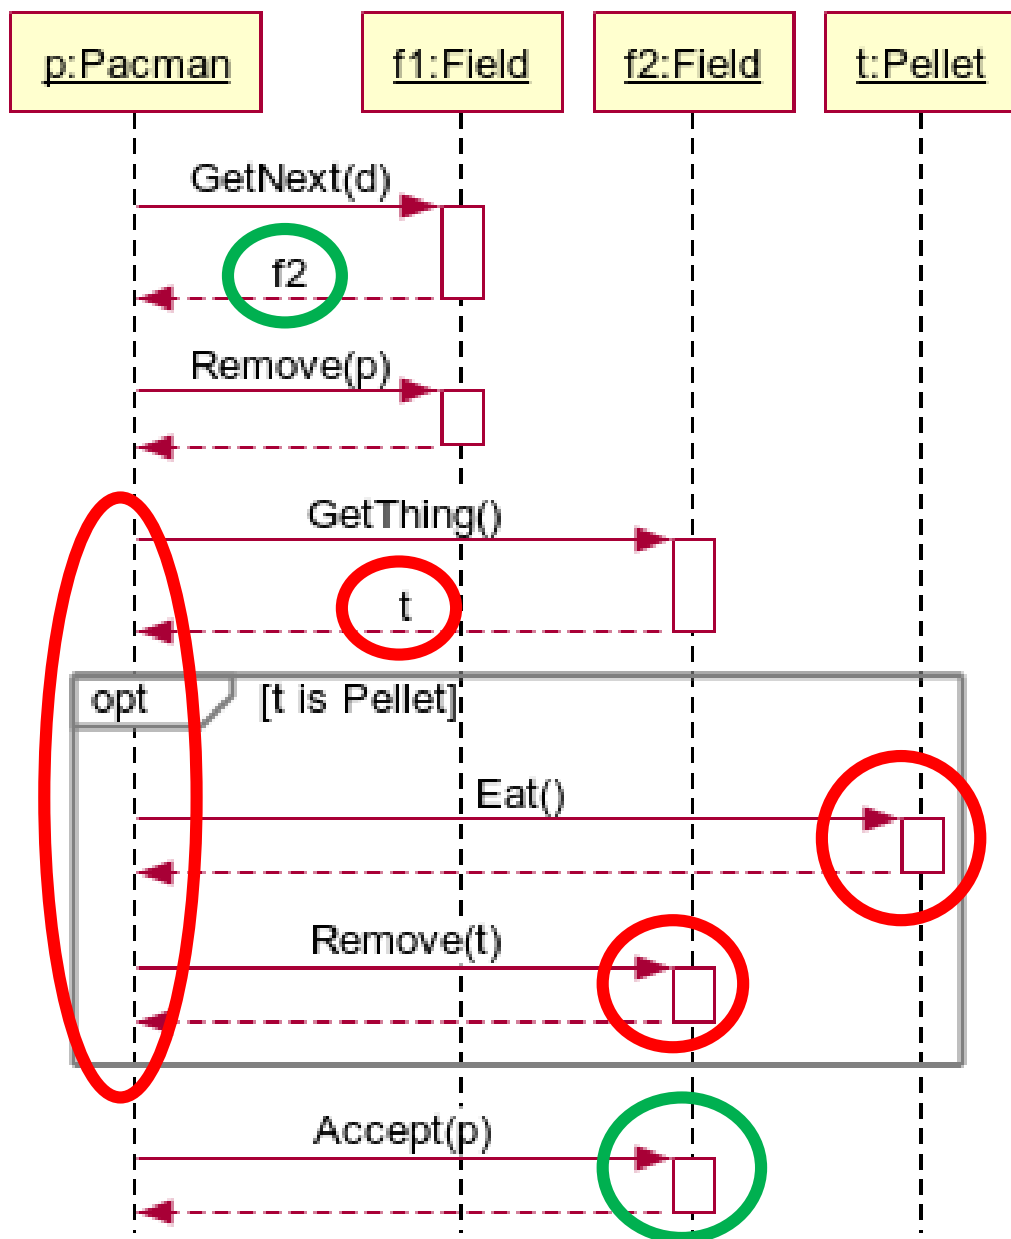 p:Pacman
f1:Field
f2:Field
t:Pellet
GetNext(d)
f2
Remove(p)
GetThing()
t
opt
[t is Pellet]
Eat()
Remove(t)
Accept(p)